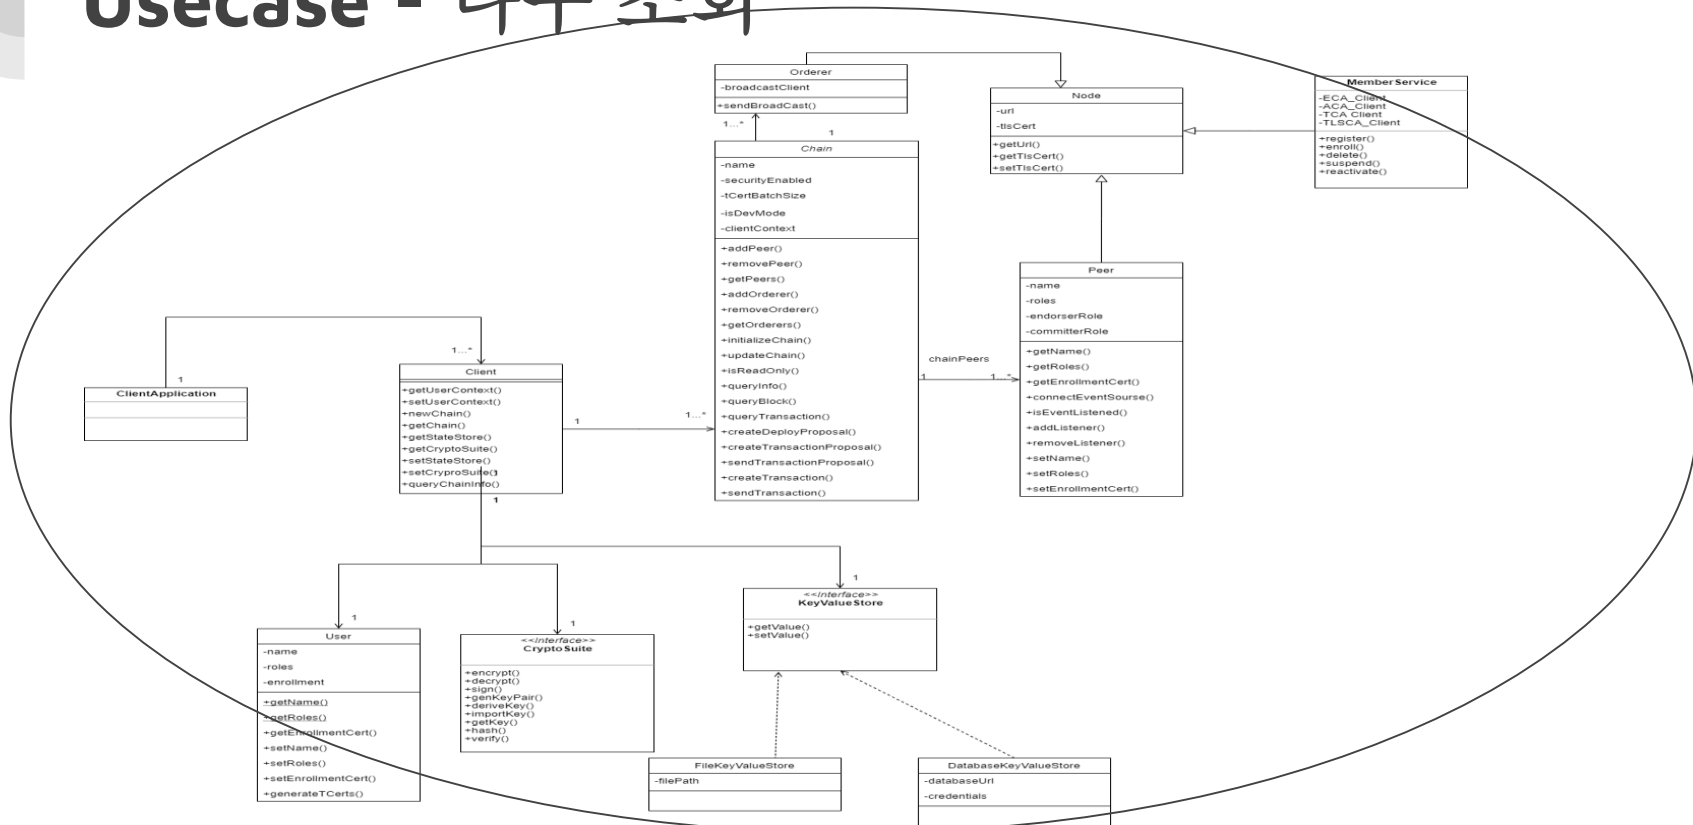 Usecase -
Orderer
-broadcastClient
+sendBroadCast()
1...*
1
Node
-url
-tlsCert
+getUrl()
+getTlsCert()
+setTlsCert()
MemberService
-ECA_Client
-ACA_Client
-TCA Client
-TLSCA_Client
+register()
+enroll()
+delete()
+suspend()
+reactivate()
Chain
-name
-securityEnabled
-tCertBatchSize
-isDevMode
-clientContext
+addPeer()
+removePeer()
+getPeers()
+addOrderer()
+removeOrderer()
+getOrderers()
+initializeChain()
+updateChain()
+isReadOnly()
+queryInfo()
+queryBlock()
+queryTransaction()
+createDeployProposal()
+createTransactionProposal()
+sendTransactionProposal()
+createTransaction()
+sendTransaction()
chainPeers
1
1...*
Peer
-name
-roles
-endorserRole
-committerRole
+getName()
+getRoles()
+getEnrollmentCert()
+connectEventSourse()
+isEventListened()
+addListener()
+removeListener()
+setName()
+setRoles()
+setEnrollmentCert()
1
ClientApplication
1...*
Client
+getUserContext()
+setUserContext()
+newChain()
+getChain()
+getStateStore()
+getCryptoSuite()
+setStateStore()
+setCryproSuite()
+queryChainInfo()
1
1...*
1
1
1
User
-name
-roles
-enrollment
+getName()
+getRoles()
+getEnrollmentCert()
+setName()
+setRoles()
+setEnrollmentCert()
+generateTCerts()
1
<<Interface>>
CryptoSuite
+encrypt()
+decrypt()
+sign()
+genKeyPair()
+deriveKey()
+importKey()
+getKey()
+hash()
+verify()
1
<<Interface>>
KeyValueStore
+getValue()
+setValue()
FileKeyValueStore
-filePath
DatabaseKeyValueStore
-databaseUrl
-credentials